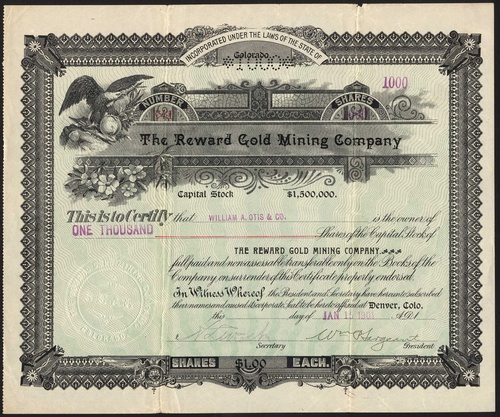 INCORPORATED UNDER THE LAWS OF THE STATE OF
Colorado
*1000*
1000
NUMBER
SHARES
The Reward Gold Mining Company
Capital Stock $1,500,000.
This is to Certify that WILLIAM A. OTIS & CO. is the owner of
ONE THOUSAND Shares of the Capital Stock of
THE REWARD GOLD MINING COMPANY
full paid and non-assessable transferable only on the Books of the
Company on surrender of this Certificate properly endorsed.
In Witness Whereof the President and Secretary have hereunto subscribed
their names and caused corporate seal to be hereto affixed at Denver, Colo.
this day of JAN 15 1901 1901
Wm Sargeant
Secretary President
SHARES $1.00 EACH.